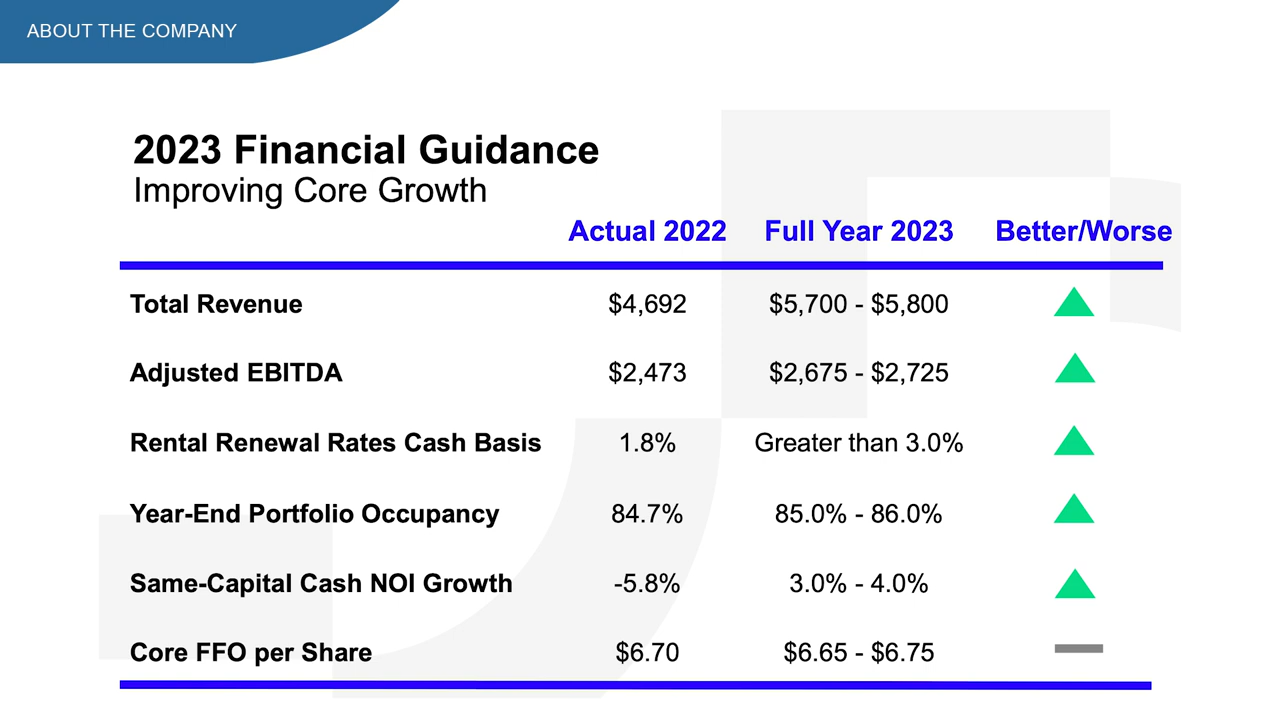 ABOUT THE COMPANY
2023 Financial Guidance
Improving Core Growth
Actual 2022 Full Year 2023 Better/Worse
Total Revenue $4,692 $5,700 - $5,800
Adjusted EBITDA $2,473 $2,675 - $2,725
Rental Renewal Rates Cash Basis 1.8% Greater than 3.0%
Year-End Portfolio Occupancy 84.7% 85.0% - 86.0%
Same-Capital Cash NOI Growth -5.8% 3.0% - 4.0%
Core FFO per Share $6.70 $6.65 - $6.75